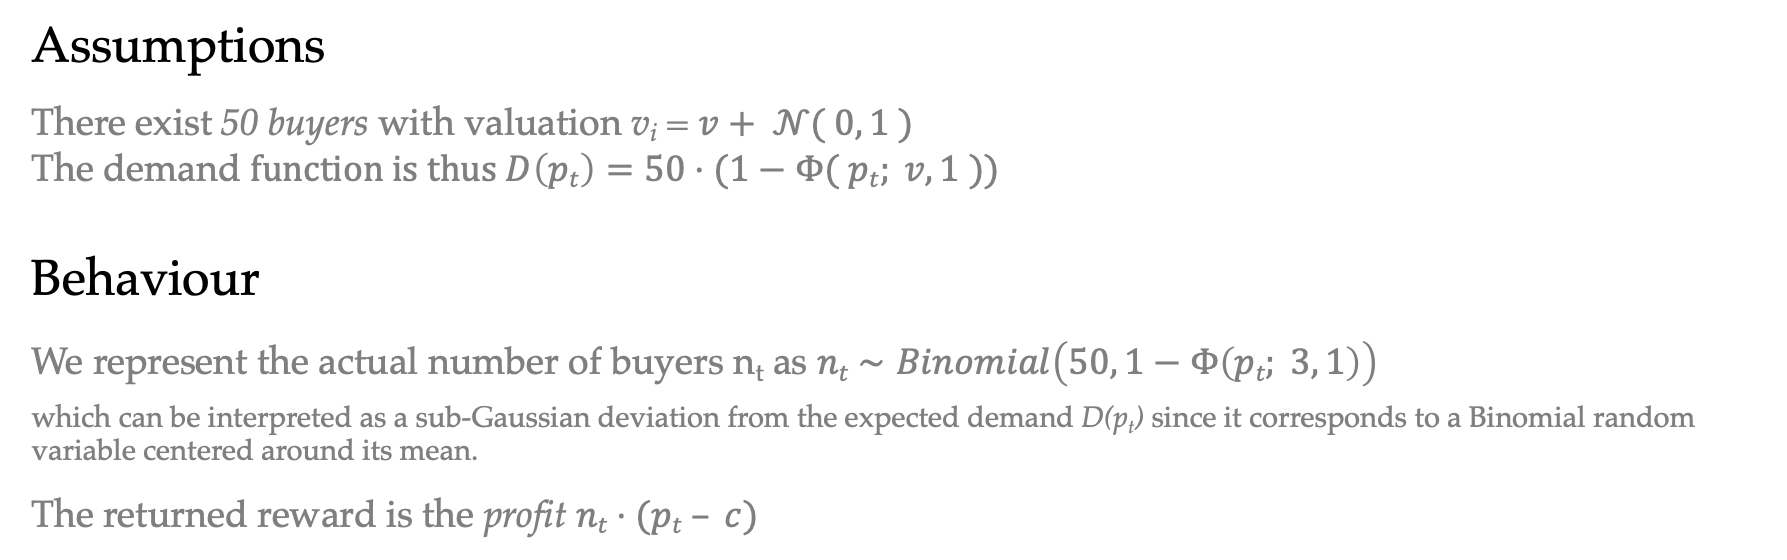 Assumptions
There exist 50 buyers with valuation vᵢ = v + 𝒩( 0, 1 )
The demand function is thus D(pₜ) = 50 · (1 − Φ( pₜ; v, 1 ))
Behaviour
We represent the actual number of buyers nₜ as nₜ ~ Binomial(50, 1 − Φ(pₜ; 3, 1))
which can be interpreted as a sub-Gaussian deviation from the expected demand D(pₜ) since it corresponds to a Binomial random
variable centered around its mean.
The returned reward is the profit nₜ · (pₜ − c)